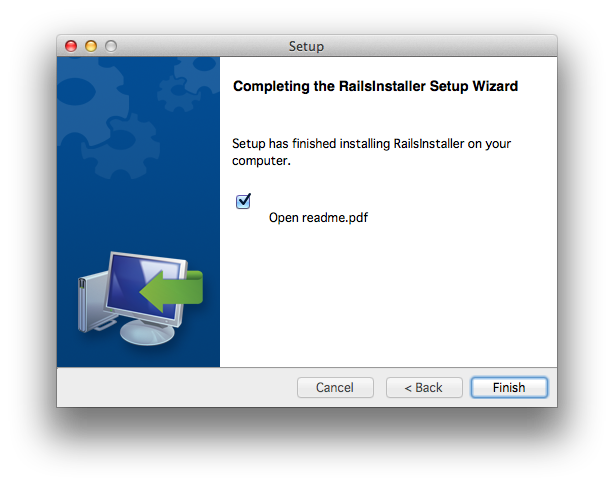 Setup
Completing the RailsInstaller Setup Wizard
Setup has finished installing RailsInstaller on your
computer.
Open readme.pdf
Cancel
< Back
Finish